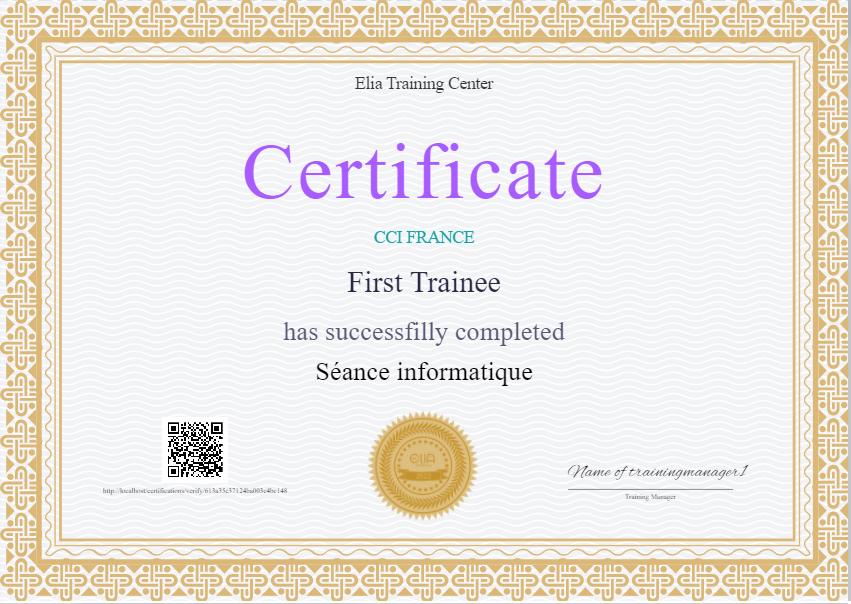 Elia Training Center
Certificate
CCI FRANCE
First Trainee
has successfilly completed
Séance informatique
ELIA
Name of trainingmanager1
http://localhost/certifications/verify/613a35c37124ba003c4bc148
Training Manager